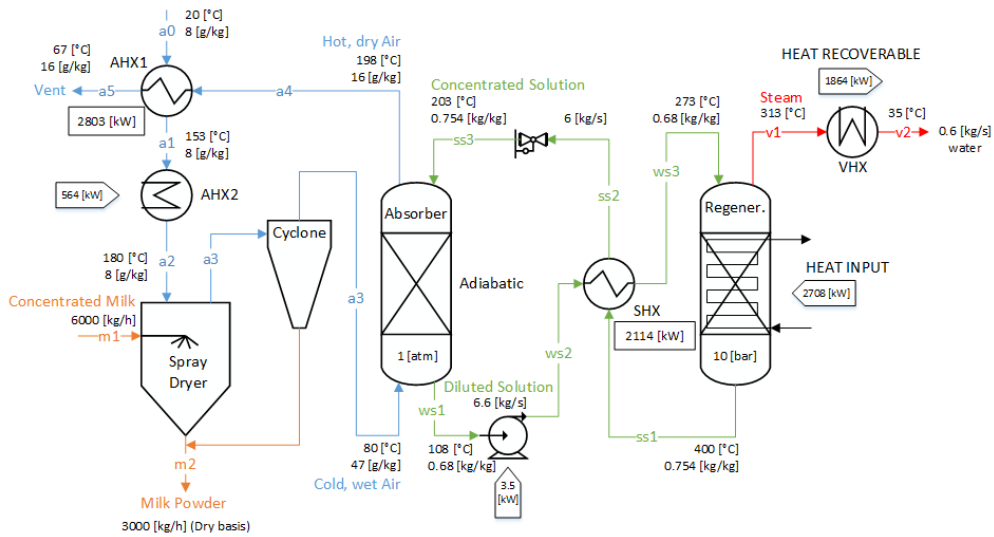 20 [°C]
8 [g/kg]
a0
67 [°C]
16 [g/kg]
AHX1
Vent
a5
2803 [kW]
a4
Hot, dry Air
198 [°C]
16 [g/kg]
a1
153 [°C]
8 [g/kg]
564 [kW]
AHX2
180 [°C]
8 [g/kg]
a2
a3
Cyclone
a3
Concentrated Milk
6000 [kg/h]
m1
Spray
Dryer
m2
Milk Powder
3000 [kg/h] (Dry basis)
Absorber
Adiabatic
1 [atm]
80 [°C]
47 [g/kg]
Cold, wet Air
Concentrated Solution
203 [°C]
0.754 [kg/kg]
6 [kg/s]
ss3
ss2
Diluted Solution
ws1
6.6 [kg/s]
108 [°C]
0.68 [kg/kg]
3.5
[kW]
ws2
SHX
2114 [kW]
ws3
273 [°C]
0.68 [kg/kg]
ss1
400 [°C]
0.754 [kg/kg]
Regener.
10 [bar]
HEAT INPUT
2708 [kW]
HEAT RECOVERABLE
1864 [kW]
Steam
313 [°C]
v1
VHX
35 [°C]
v2
0.6 [kg/s]
water